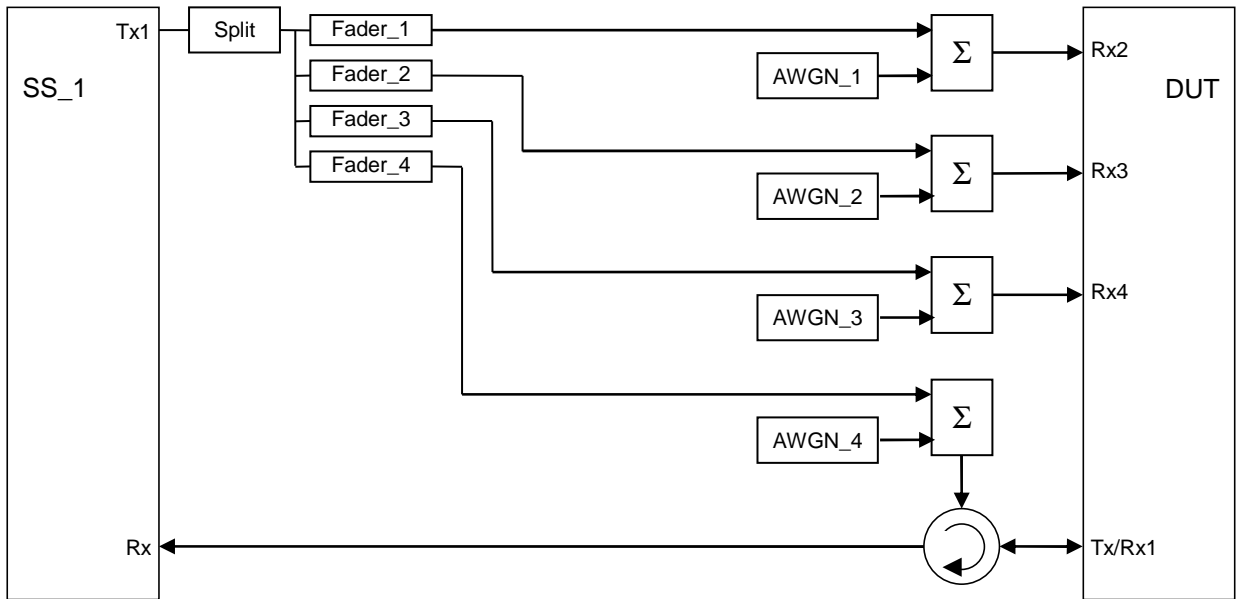 Tx1
Split
Fader_1
Fader_2
Fader_3
Fader_4
SS_1
Rx
AWGN_1
Σ
AWGN_2
Σ
AWGN_3
Σ
AWGN_4
Σ
Rx2
DUT
Rx3
Rx4
Tx/Rx1